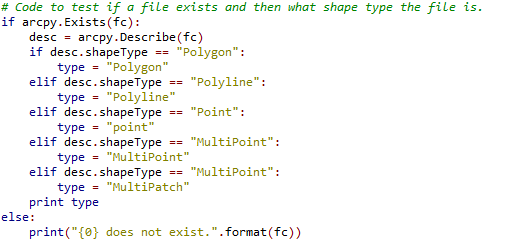 # Code to test if a file exists and then what shape type the file is.
if arcpy.Exists(fc):
    desc = arcpy.Describe(fc)
    if desc.shapeType == "Polygon":
        type = "Polygon"
    elif desc.shapeType == "Polyline":
        type = "Polyline"
    elif desc.shapeType == "Point":
        type = "point"
    elif desc.shapeType == "MultiPoint":
        type = "MultiPoint"
    elif desc.shapeType == "MultiPoint":
        type = "MultiPatch"
    print type
else:
    print("{0} does not exist.".format(fc))